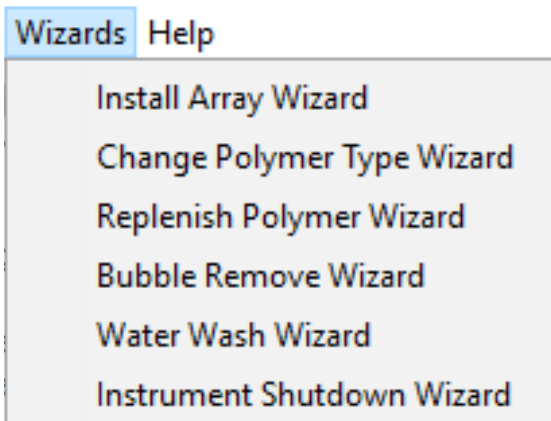 Wizards Help
Install Array Wizard
Change Polymer Type Wizard
Replenish Polymer Wizard
Bubble Remove Wizard
Water Wash Wizard
Instrument Shutdown Wizard